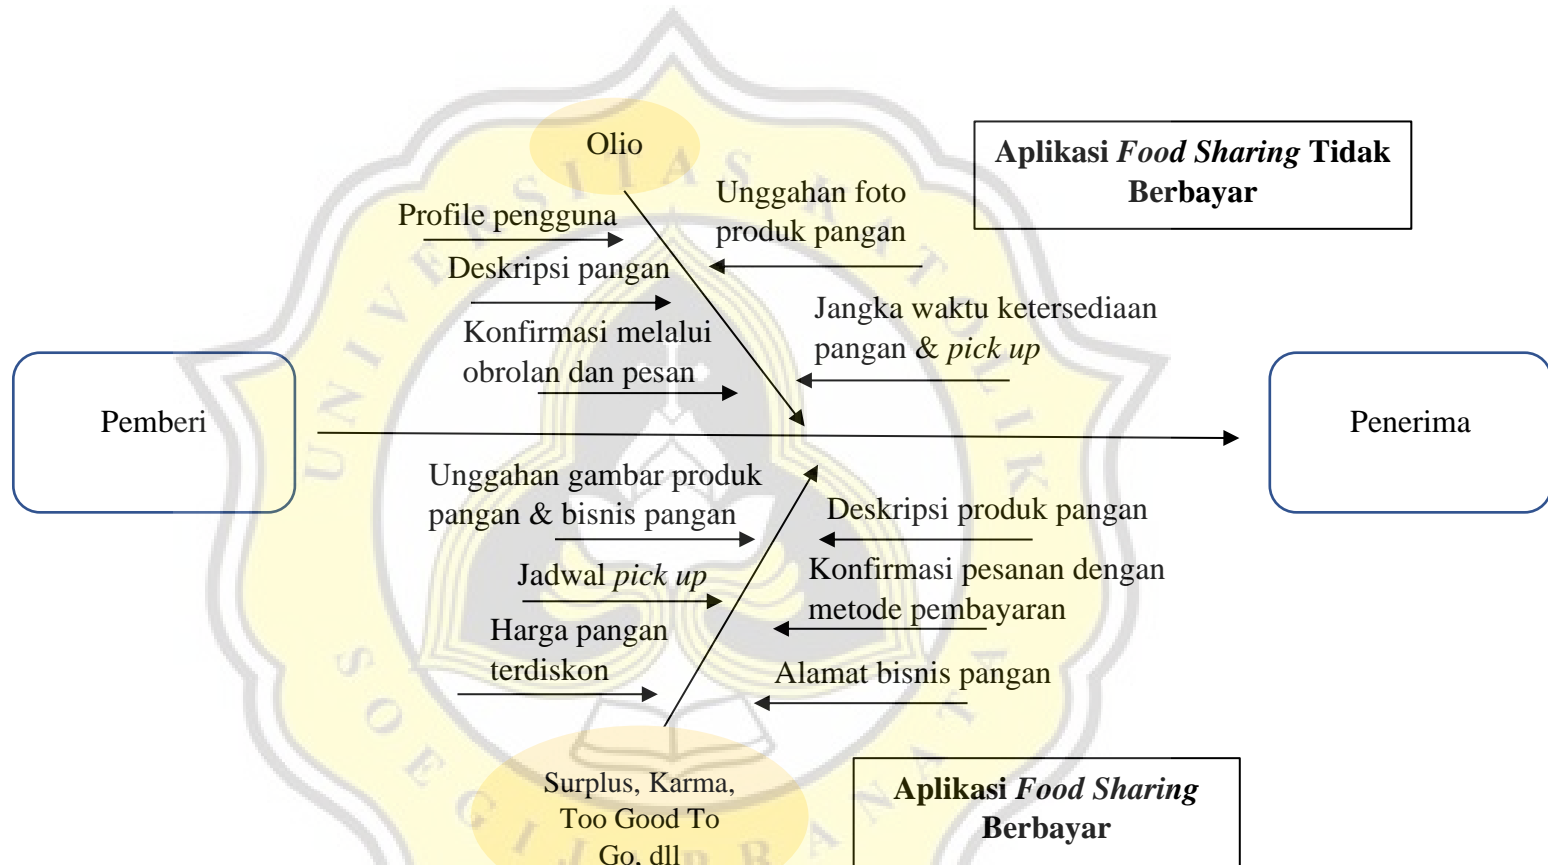 Olio
Aplikasi Food Sharing Tidak
Berbayar
Profile pengguna
Unggahan foto
produk pangan
Deskripsi pangan
Konfirmasi melalui
obrolan dan pesan
Jangka waktu ketersediaan
pangan & pick up
Pemberi
Penerima
Unggahan gambar produk
pangan & bisnis pangan
Deskripsi produk pangan
Jadwal pick up
Konfirmasi pesanan dengan
metode pembayaran
Harga pangan
terdiskon
Alamat bisnis pangan
Surplus, Karma,
Too Good To
Go, dll
Aplikasi Food Sharing
Berbayar
UNIVERSITAS KATOLIK
SOEGIJAPRANATA